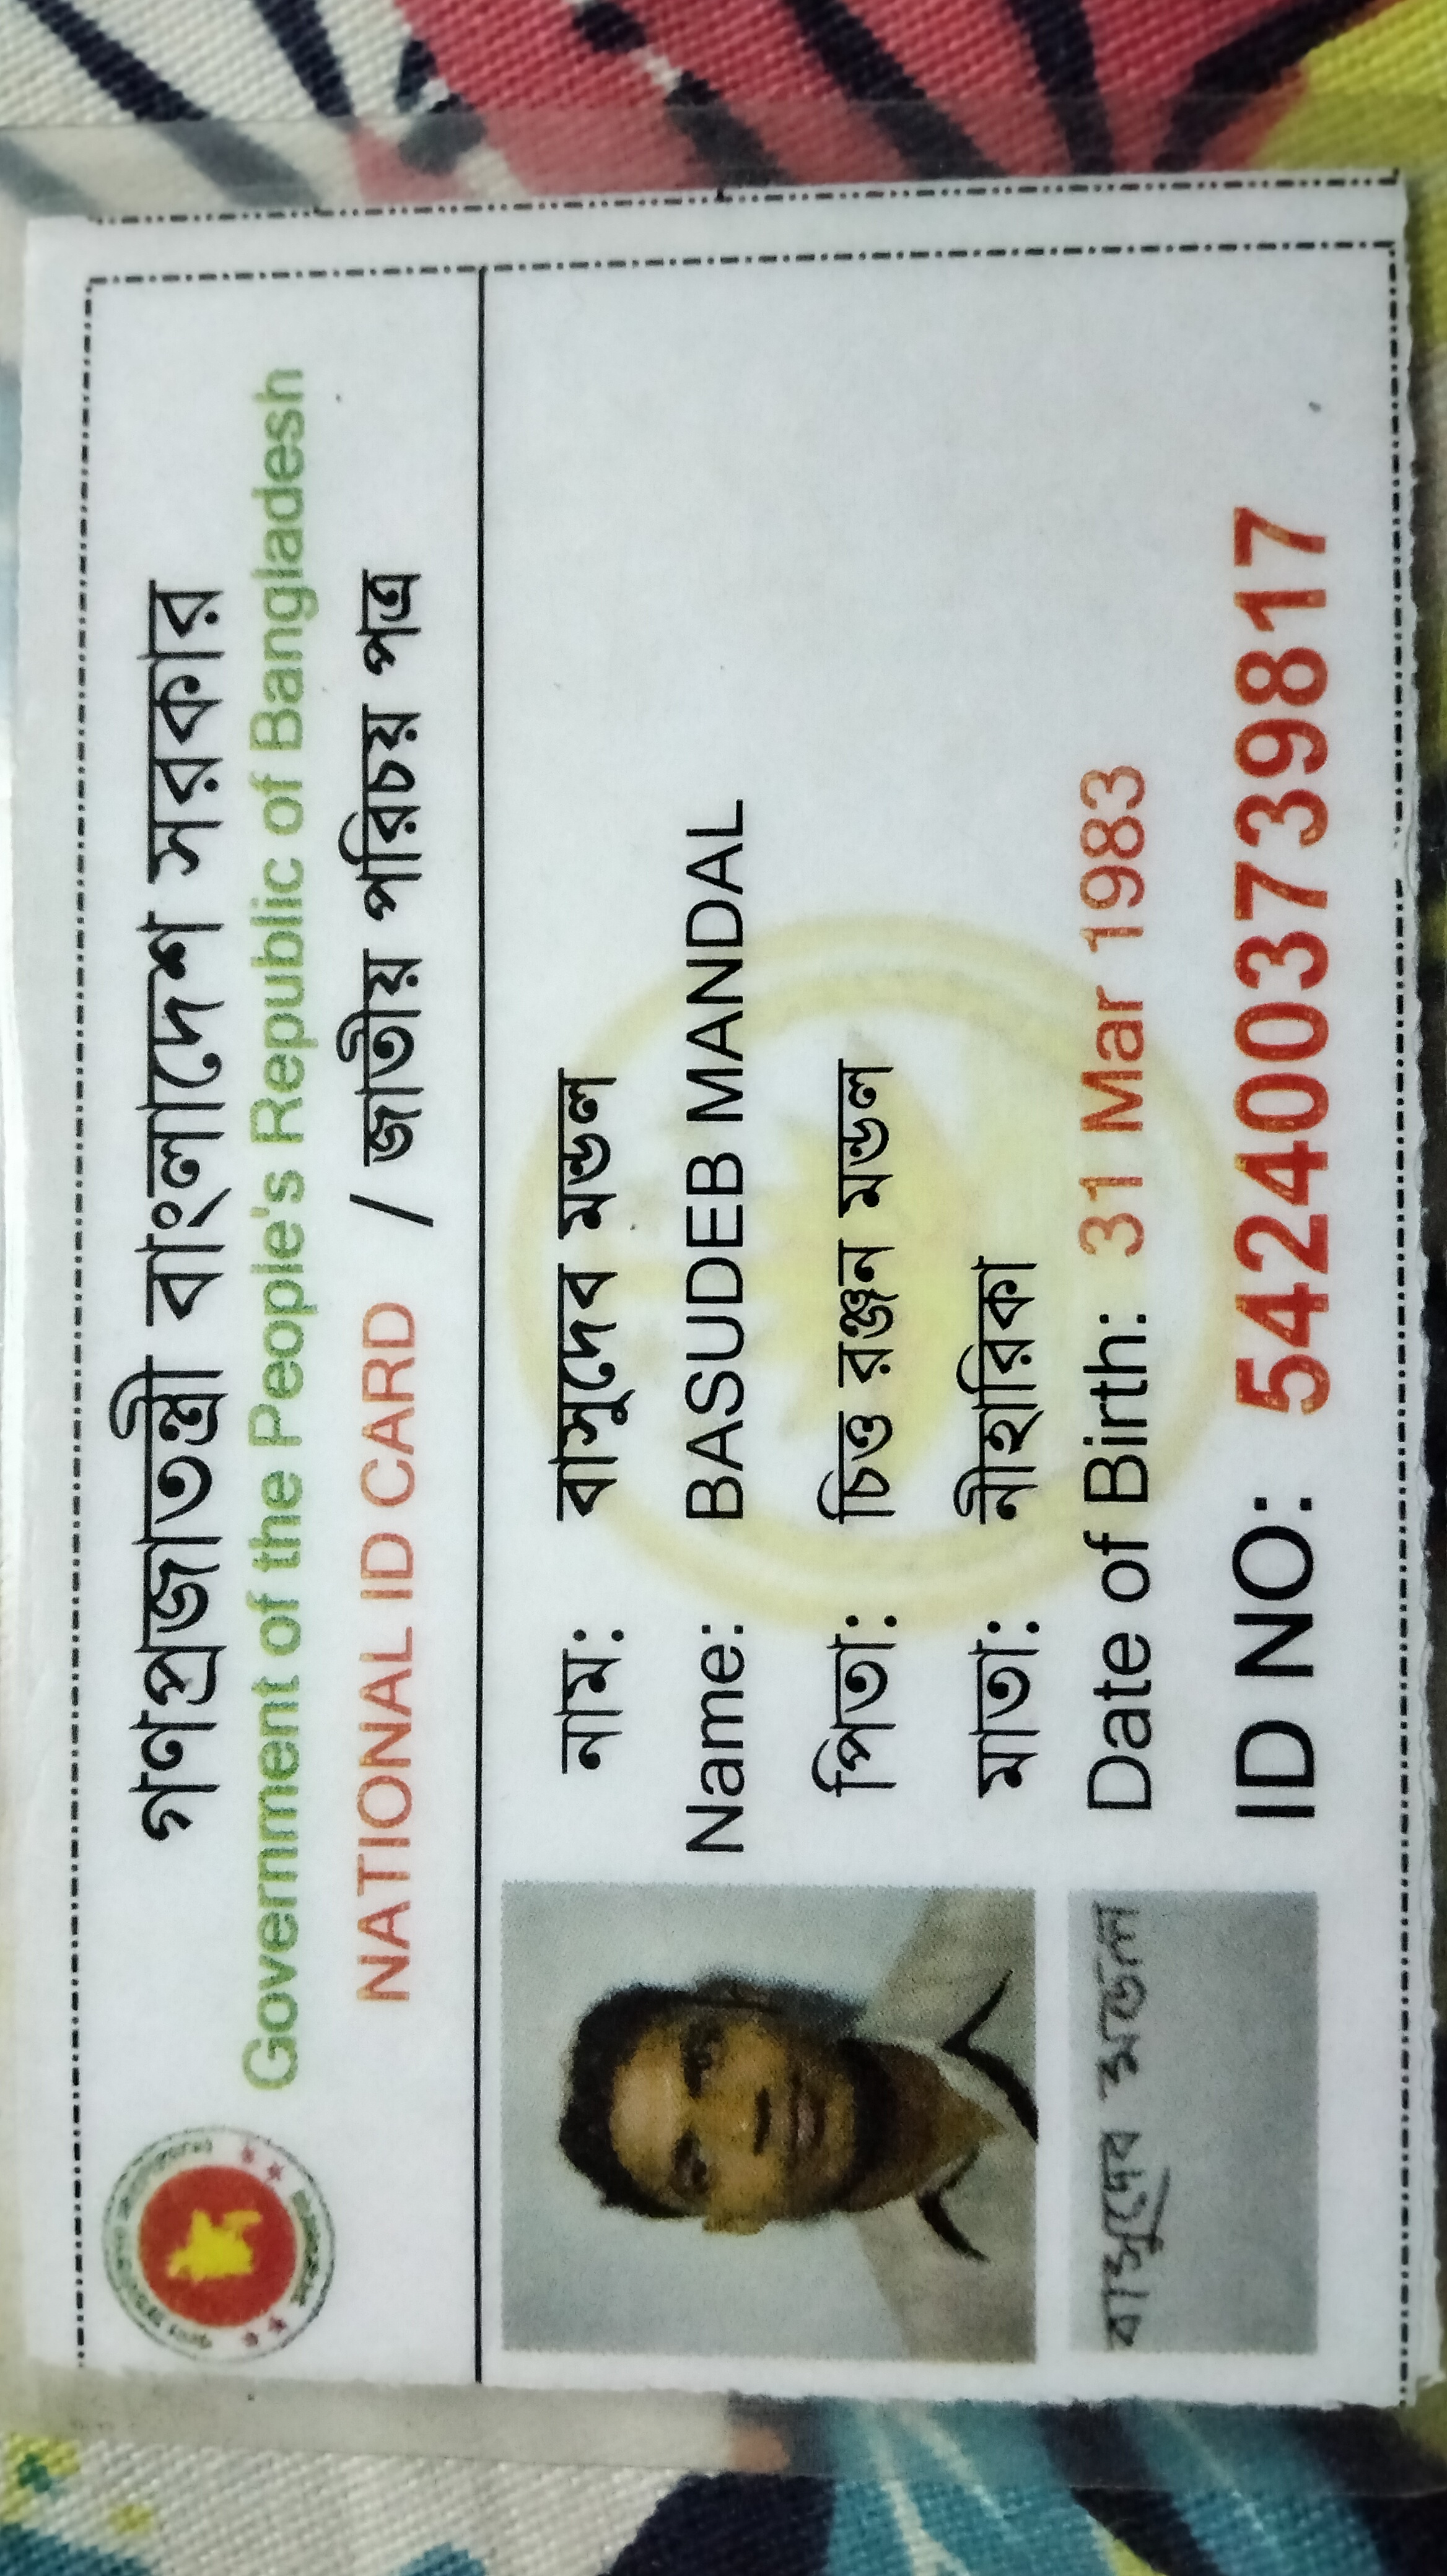 গণপ্রজাতন্ত্রী বাংলাদেশ সরকার
Government of the People's Republic of Bangladesh
NATIONAL ID CARD / জাতীয় পরিচয় পত্র
নাম: বাসুদেব মন্ডল
Name: BASUDEB MANDAL
পিতা: চিত্ত রঞ্জন মন্ডল
মাতা: নীহারিকা
Date of Birth: 31 Mar 1983
ID NO: 5424003739817
বাসুদেব মন্ডল